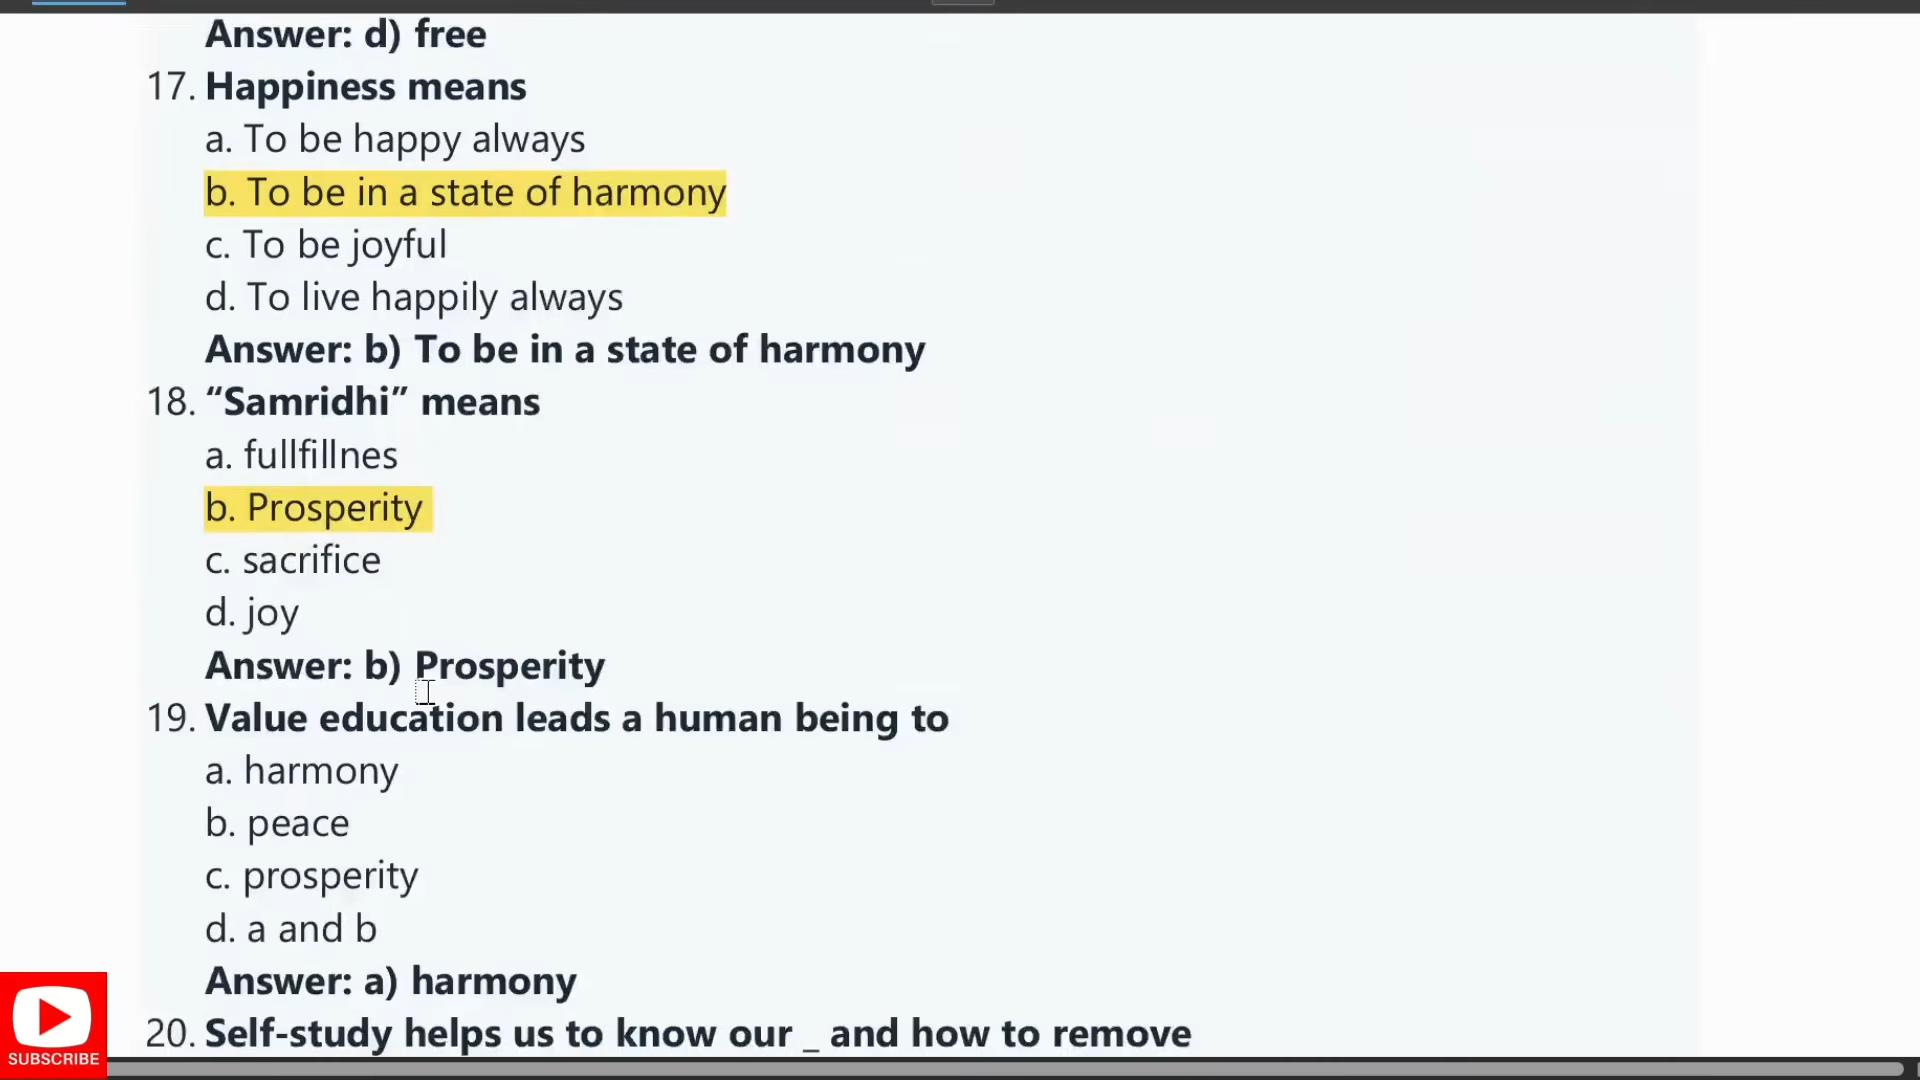 Answer: d) free
17. Happiness means
a. To be happy always
b. To be in a state of harmony
c. To be joyful
d. To live happily always
Answer: b) To be in a state of harmony
18. “Samridhi” means
a. fullfillnes
b. Prosperity
c. sacrifice
d. joy
Answer: b) Prosperity
19. Value education leads a human being to
a. harmony
b. peace
c. prosperity
d. a and b
Answer: a) harmony
20. Self-study helps us to know our _ and how to remove
SUBSCRIBE